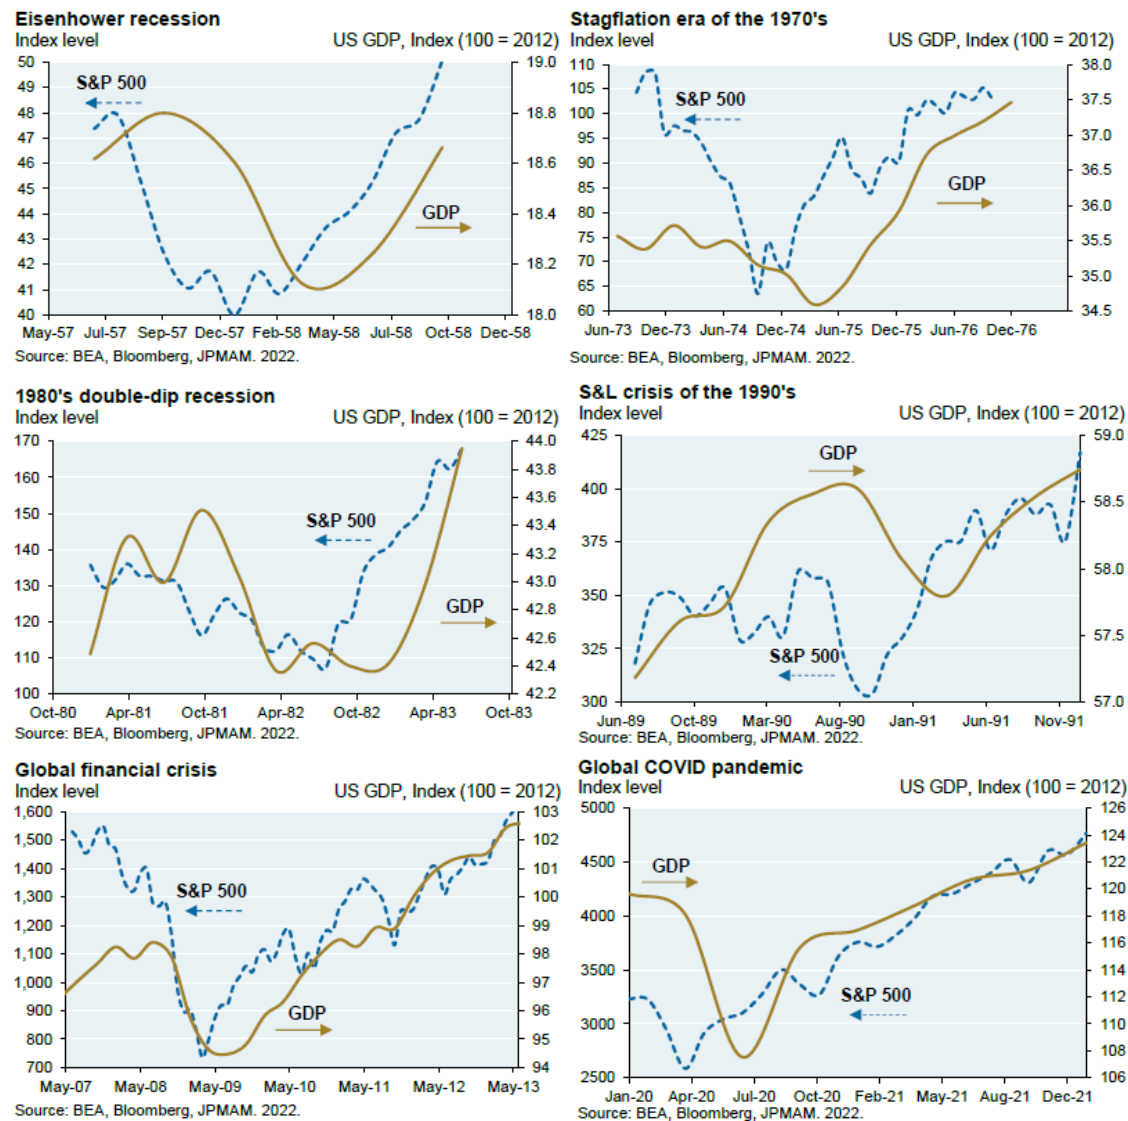 Eisenhower recession
Index level US GDP, Index (100 = 2012)
50 19.0
49
48 18.8
47
46 18.6
45
44 18.4
43
42 18.2
41
40 18.0
S&P 500
GDP
May-57 Jul-57 Sep-57 Dec-57 Feb-58 May-58 Jul-58 Oct-58 Dec-58
Source: BEA, Bloomberg, JPMAM. 2022.
Stagflation era of the 1970's
Index level US GDP, Index (100 = 2012)
110 38.0
105
100 37.5
95 37.0
90
85 36.5
80 36.0
75
70 35.5
65 35.0
60 34.5
S&P 500
GDP
Jun-73 Dec-73 Jun-74 Dec-74 Jun-75 Dec-75 Jun-76 Dec-76
Source: BEA, Bloomberg, JPMAM. 2022.
1980's double-dip recession
Index level US GDP, Index (100 = 2012)
170 44.0
160 43.8
150 43.6
140 43.4
130 43.2
120 43.0
110 42.8
100 42.6
42.4
42.2
S&P 500
GDP
Oct-80 Apr-81 Oct-81 Apr-82 Oct-82 Apr-83 Oct-83
Source: BEA, Bloomberg, JPMAM. 2022.
S&L crisis of the 1990's
Index level US GDP, Index (100 = 2012)
425 59.0
400 58.5
375 58.0
350 57.5
325 57.0
300
GDP
S&P 500
Jun-89 Oct-89 Mar-90 Aug-90 Jan-91 Jun-91 Nov-91
Source: BEA, Bloomberg, JPMAM. 2022.
Global financial crisis
Index level US GDP, Index (100 = 2012)
1,600 103
1,500 102
1,400 101
1,300 100
1,200 99
1,100 98
1,000 97
900 96
800 95
700 94
S&P 500
GDP
May-07 May-08 May-09 May-10 May-11 May-12 May-13
Source: BEA, Bloomberg, JPMAM. 2022.
Global COVID pandemic
Index level US GDP, Index (100 = 2012)
5000 126
4500 124
4000 122
3500 120
3000 118
2500 116
114
112
110
108
106
GDP
S&P 500
Jan-20 Apr-20 Jul-20 Oct-20 Feb-21 May-21 Aug-21 Dec-21
Source: BEA, Bloomberg, JPMAM. 2022.